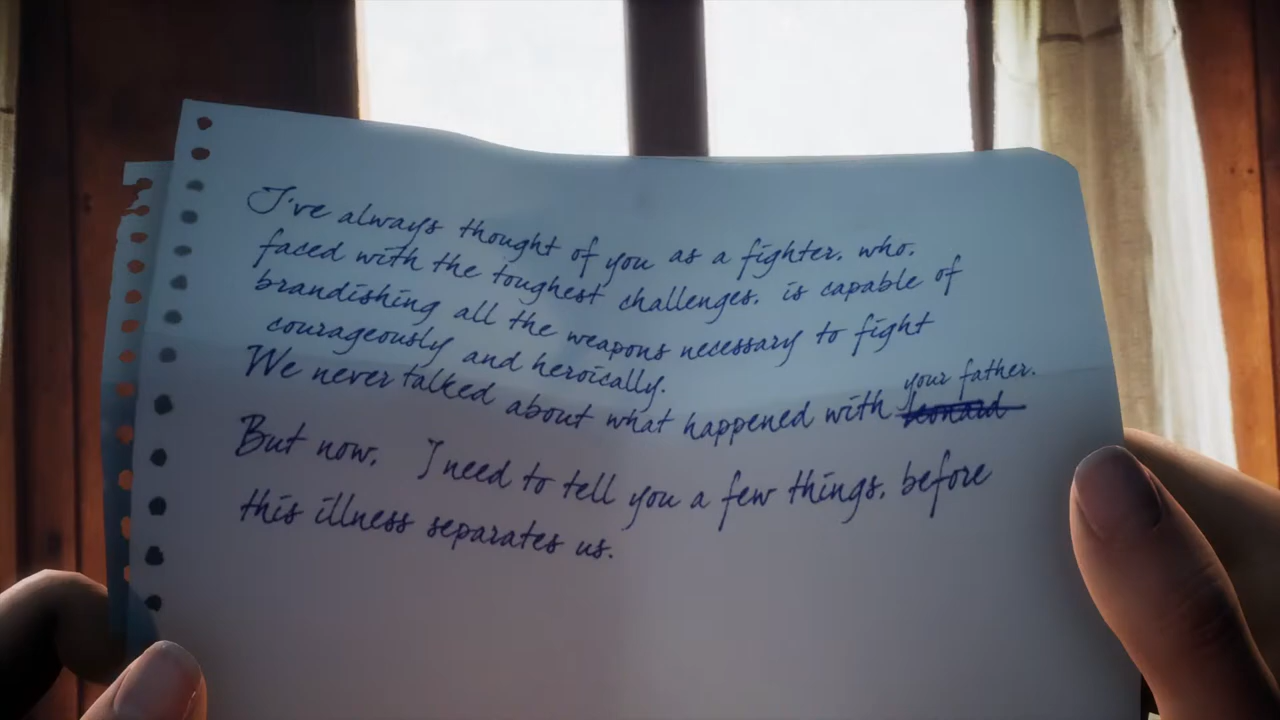 I've always thought of you as a fighter. who.
faced with the toughest challenges. is capable of
brandishing all the weapons necessary to fight
courageously and heroically.
We never talked about what happened with leonard your father.
But now. I need to tell you a few things. before
this illness separates us.